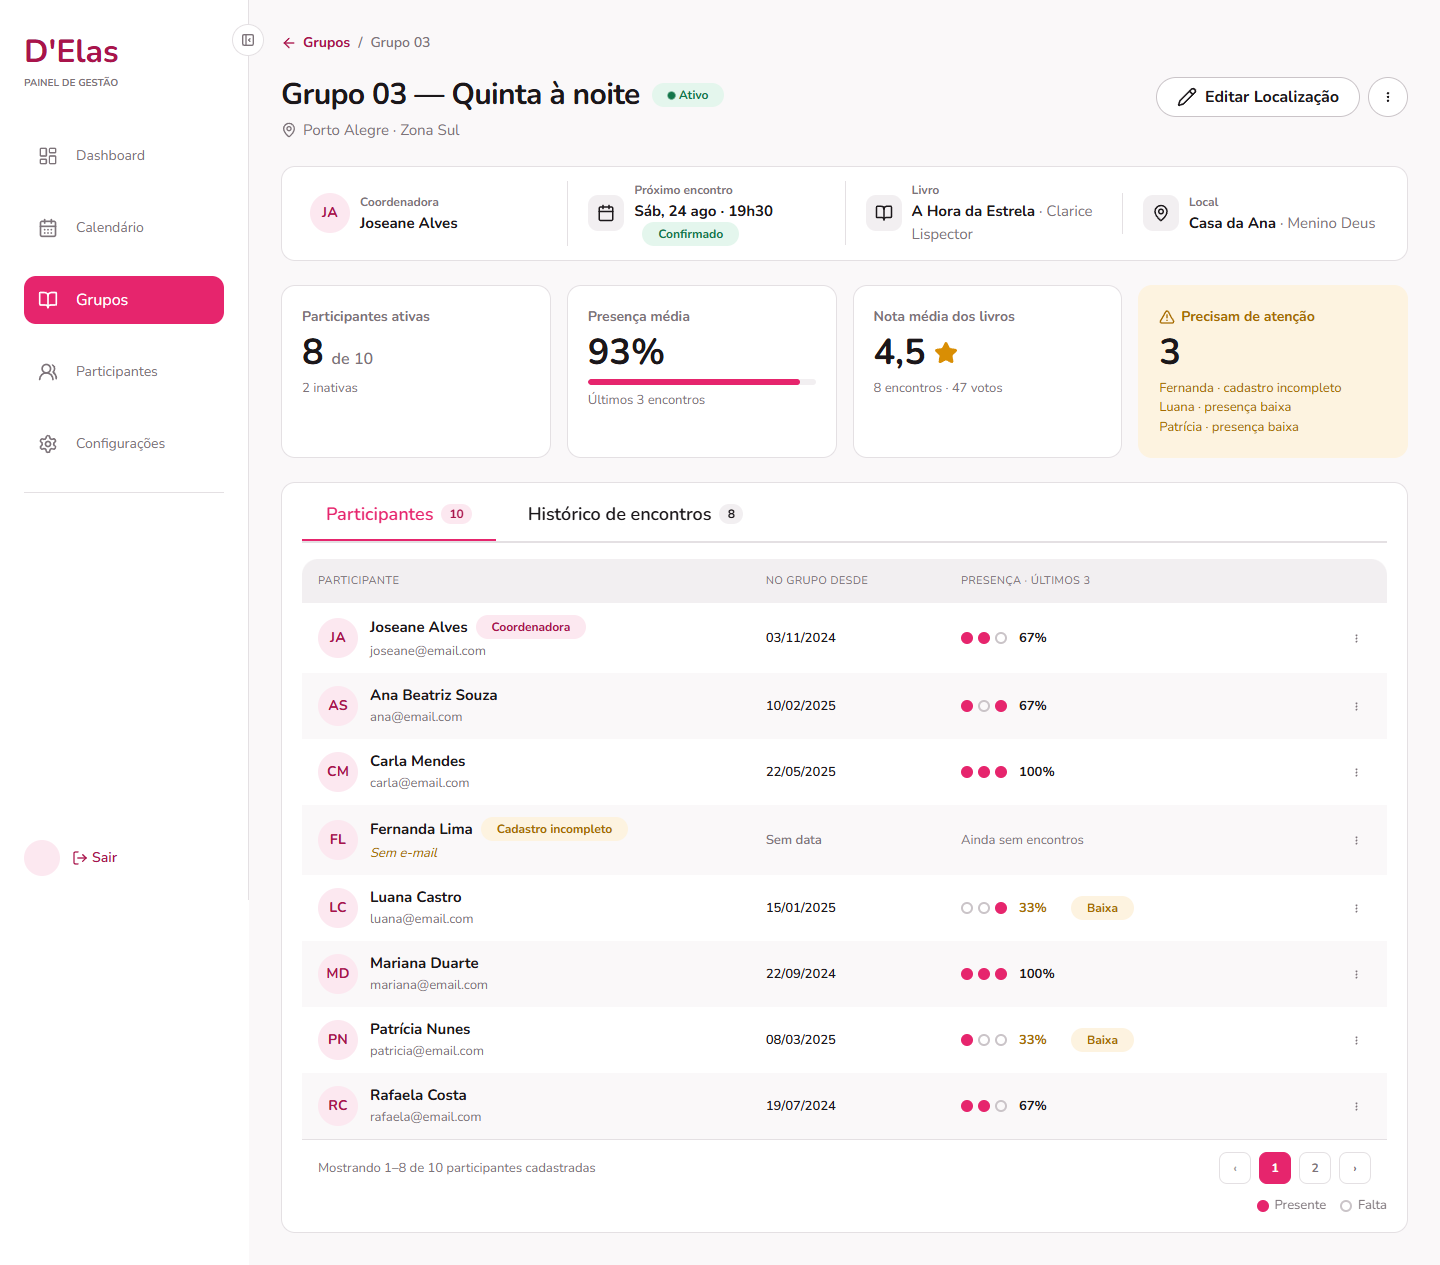 D'Elas
PAINEL DE GESTÃO
Dashboard
Calendário
Grupos
Participantes
Configurações
Sair
Grupos / Grupo 03
Grupo 03 — Quinta à noite
Ativo
Porto Alegre · Zona Sul
Editar Localização
JA
Coordenadora
Joseane Alves
Próximo encontro
Sáb, 24 ago · 19h30
Confirmado
Livro
A Hora da Estrela · Clarice
Lispector
Local
Casa da Ana · Menino Deus
Participantes ativas
8 de 10
2 inativas
Presença média
93%
Últimos 3 encontros
Nota média dos livros
4,5
8 encontros · 47 votos
Precisam de atenção
3
Fernanda · cadastro incompleto
Luana · presença baixa
Patrícia · presença baixa
Participantes 10
Histórico de encontros 8
PARTICIPANTE NO GRUPO DESDE PRESENÇA · ÚLTIMOS 3
JA Joseane Alves Coordenadora
joseane@email.com
03/11/2024
67%
AS Ana Beatriz Souza
ana@email.com
10/02/2025
67%
CM Carla Mendes
carla@email.com
22/05/2025
100%
FL Fernanda Lima Cadastro incompleto
Sem e-mail
Sem data
Ainda sem encontros
LC Luana Castro
luana@email.com
15/01/2025
33% Baixa
MD Mariana Duarte
mariana@email.com
22/09/2024
100%
PN Patrícia Nunes
patricia@email.com
08/03/2025
33% Baixa
RC Rafaela Costa
rafaela@email.com
19/07/2024
67%
Mostrando 1–8 de 10 participantes cadastradas
‹ 1 2 ›
Presente Falta